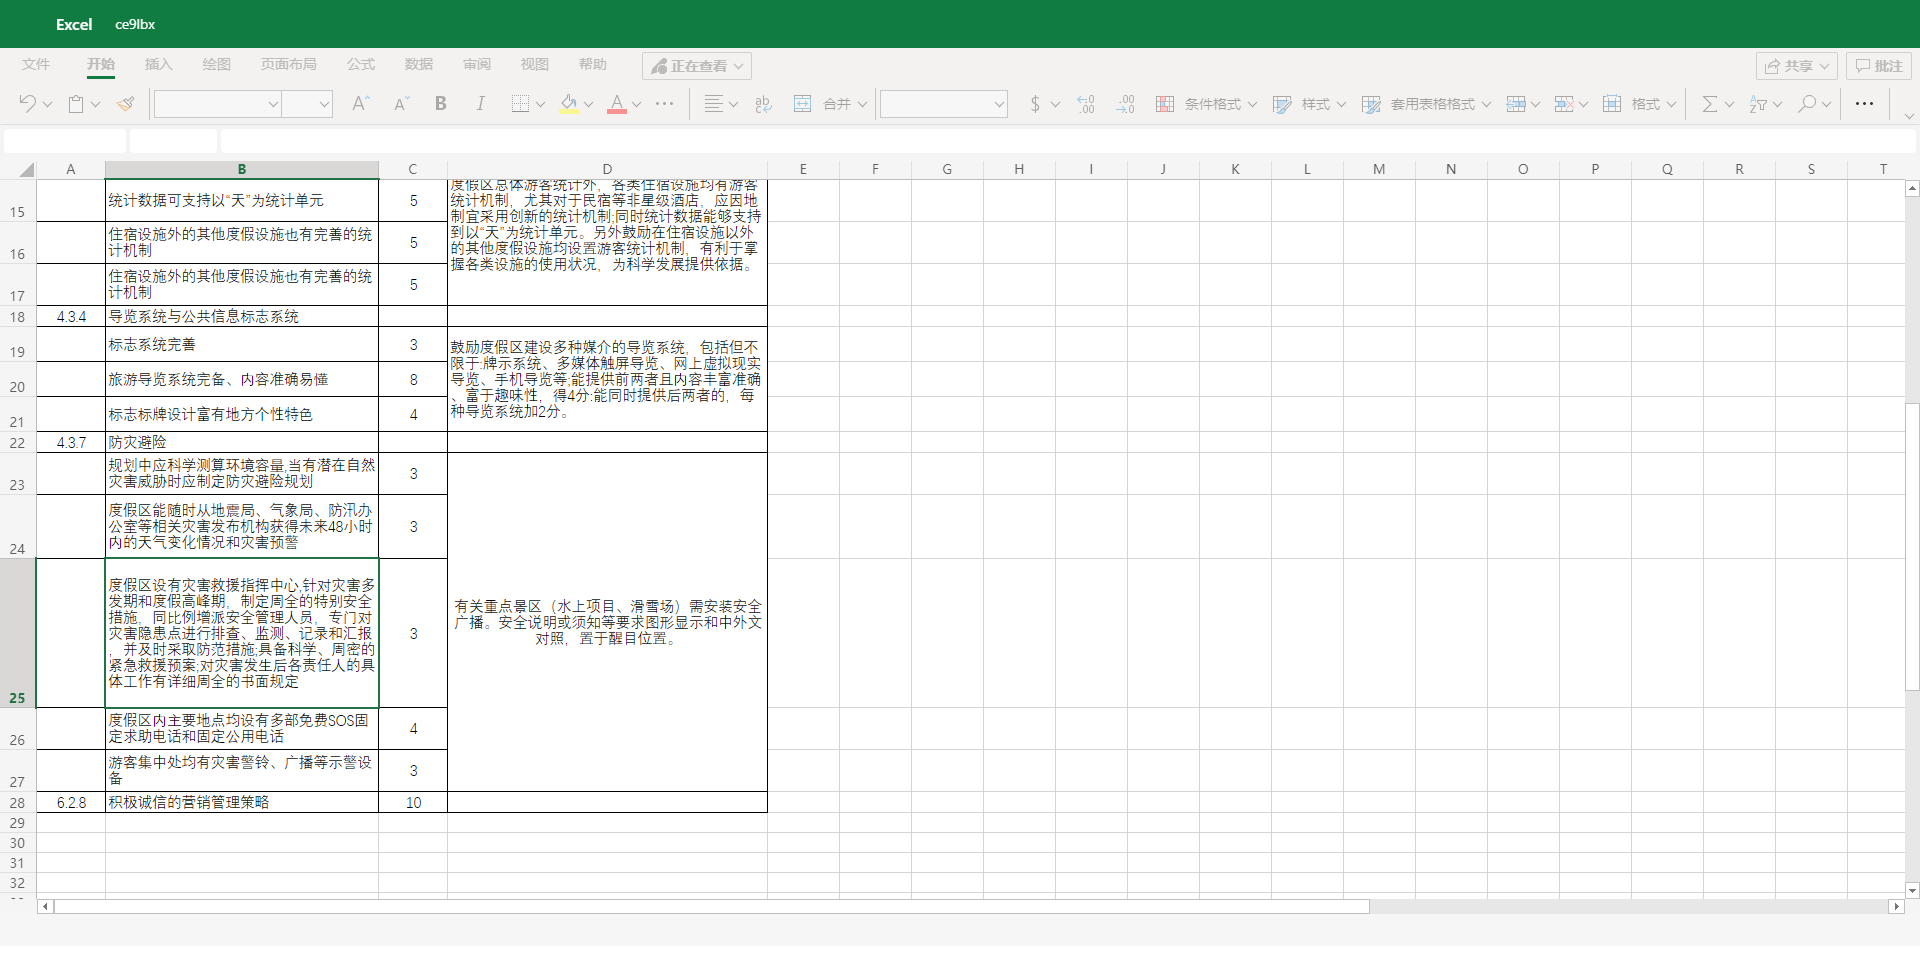 Excel ce9lbx
文件 开始 插入 绘图 页面布局 公式 数据 审阅 视图 帮助 正在查看 共享 批注
合并 条件格式 样式 套用表格格式 格式
A B C D E F G H I J K L M N O P Q R S T
度假区总体游客统计外，各类住宿设施均有游客
统计机制，尤其对于民宿等非星级酒店，应因地
制宜采用创新的统计机制;同时统计数据能够支持
到以“天”为统计单元。另外鼓励在住宿设施以外
的其他度假设施均设置游客统计机制，有利于掌
握各类设施的使用状况，为科学发展提供依据。
15 统计数据可支持以“天”为统计单元 5
16 住宿设施外的其他度假设施也有完善的统
计机制 5
17 住宿设施外的其他度假设施也有完善的统
计机制 5
18 4.3.4 导览系统与公共信息标志系统
19 标志系统完善 3
20 旅游导览系统完备、内容准确易懂 8
21 标志标牌设计富有地方个性特色 4
鼓励度假区建设多种媒介的导览系统，包括但不
限于:牌示系统、多媒体触屏导览、网上虚拟现实
导览、手机导览等;能提供前两者且内容丰富准确
、富于趣味性，得4分:能同时提供后两者的，每
种导览系统加2分。
22 4.3.7 防灾避险
23 规划中应科学测算环境容量,当有潜在自然
灾害威胁时应制定防灾避险规划 3
24 度假区能随时从地震局、气象局、防汛办
公室等相关灾害发布机构获得未来48小时
内的天气变化情况和灾害预警 3
25 度假区设有灾害救援指挥中心,针对灾害多
发期和度假高峰期，制定周全的特别安全
措施，同比例增派安全管理人员，专门对
灾害隐患点进行排查、监测、记录和汇报
，并及时采取防范措施;具备科学、周密的
紧急救援预案;对灾害发生后各责任人的具
体工作有详细周全的书面规定 3
有关重点景区（水上项目、滑雪场）需安装安全
广播。安全说明或须知等要求图形显示和中外文
对照，置于醒目位置。
26 度假区内主要地点均设有多部免费SOS固
定求助电话和固定公用电话 4
27 游客集中处均有灾害警铃、广播等示警设
备 3
28 6.2.8 积极诚信的营销管理策略 10
29
30
31
32